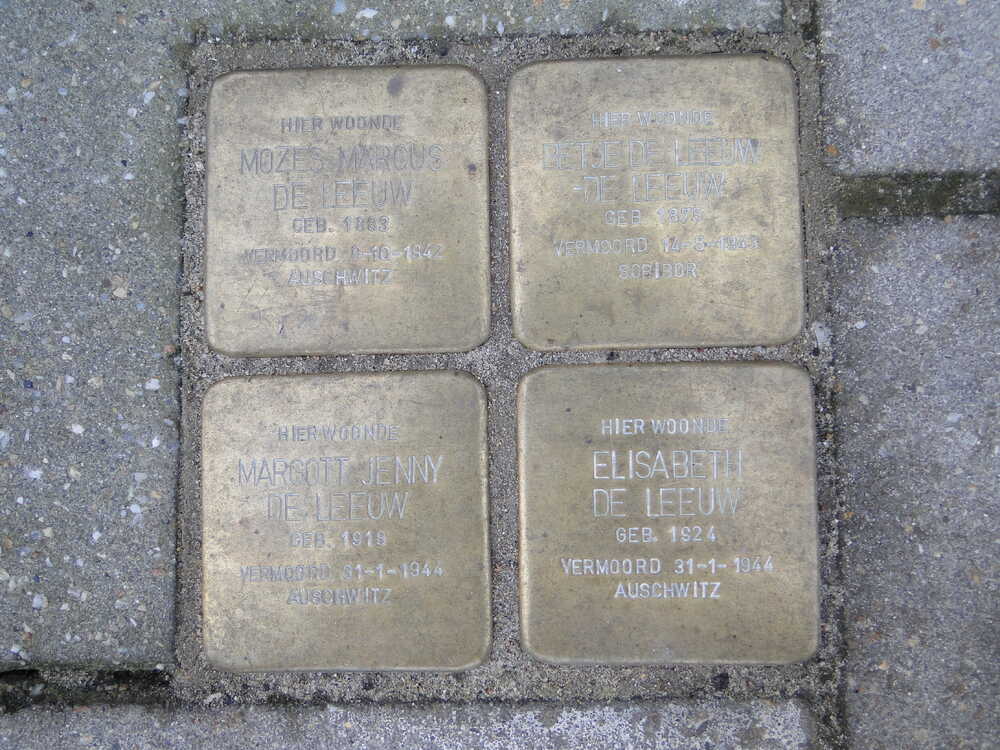 HIER WOONDE
MOZES MARCUS
DE LEEUW
GEB. 1883
VERMOORD 8-10-1942
AUSCHWITZ
HIER WOONDE
BETJE DE LEEUW
-DE LEEUW
GEB. 1875
VERMOORD 14-5-1943
SOBIBOR
HIER WOONDE
MARGOTT JENNY
DE LEEUW
GEB. 1919
VERMOORD 31-1-1944
AUSCHWITZ
HIER WOONDE
ELISABETH
DE LEEUW
GEB. 1924
VERMOORD 31-1-1944
AUSCHWITZ